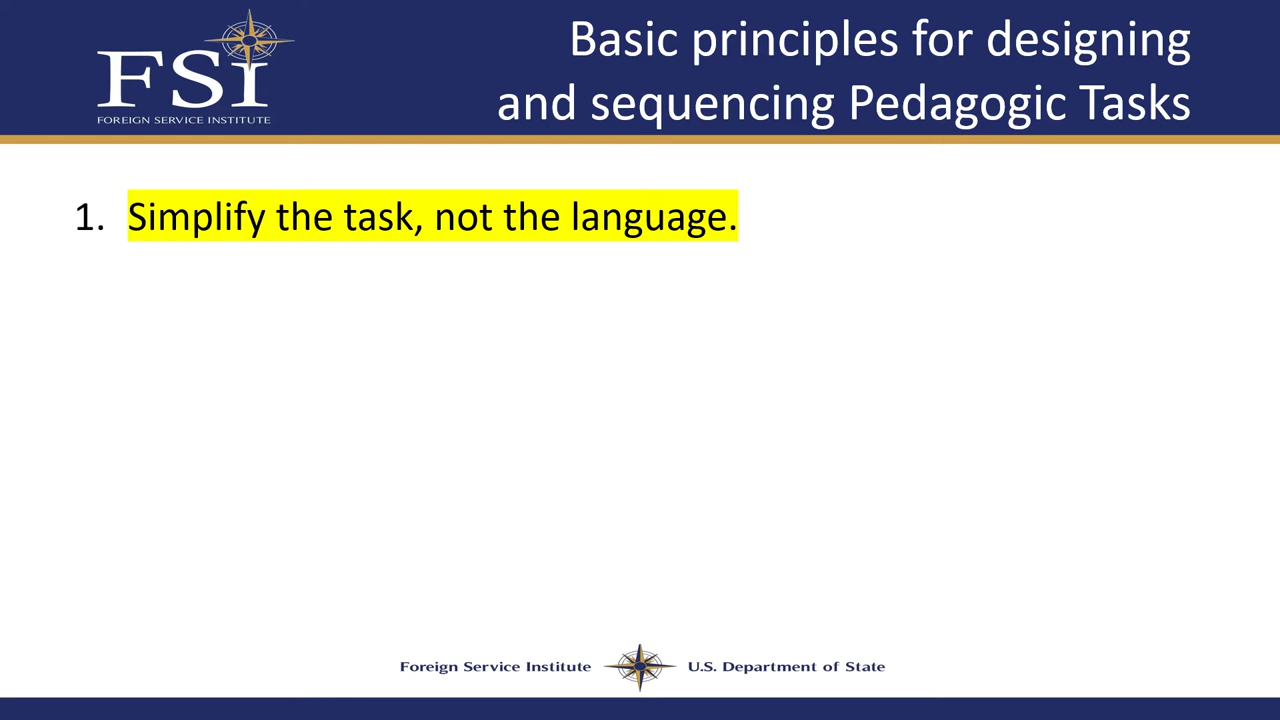 FSI
FOREIGN SERVICE INSTITUTE
Basic principles for designing
and sequencing Pedagogic Tasks
1. Simplify the task, not the language.
Foreign Service Institute U.S. Department of State